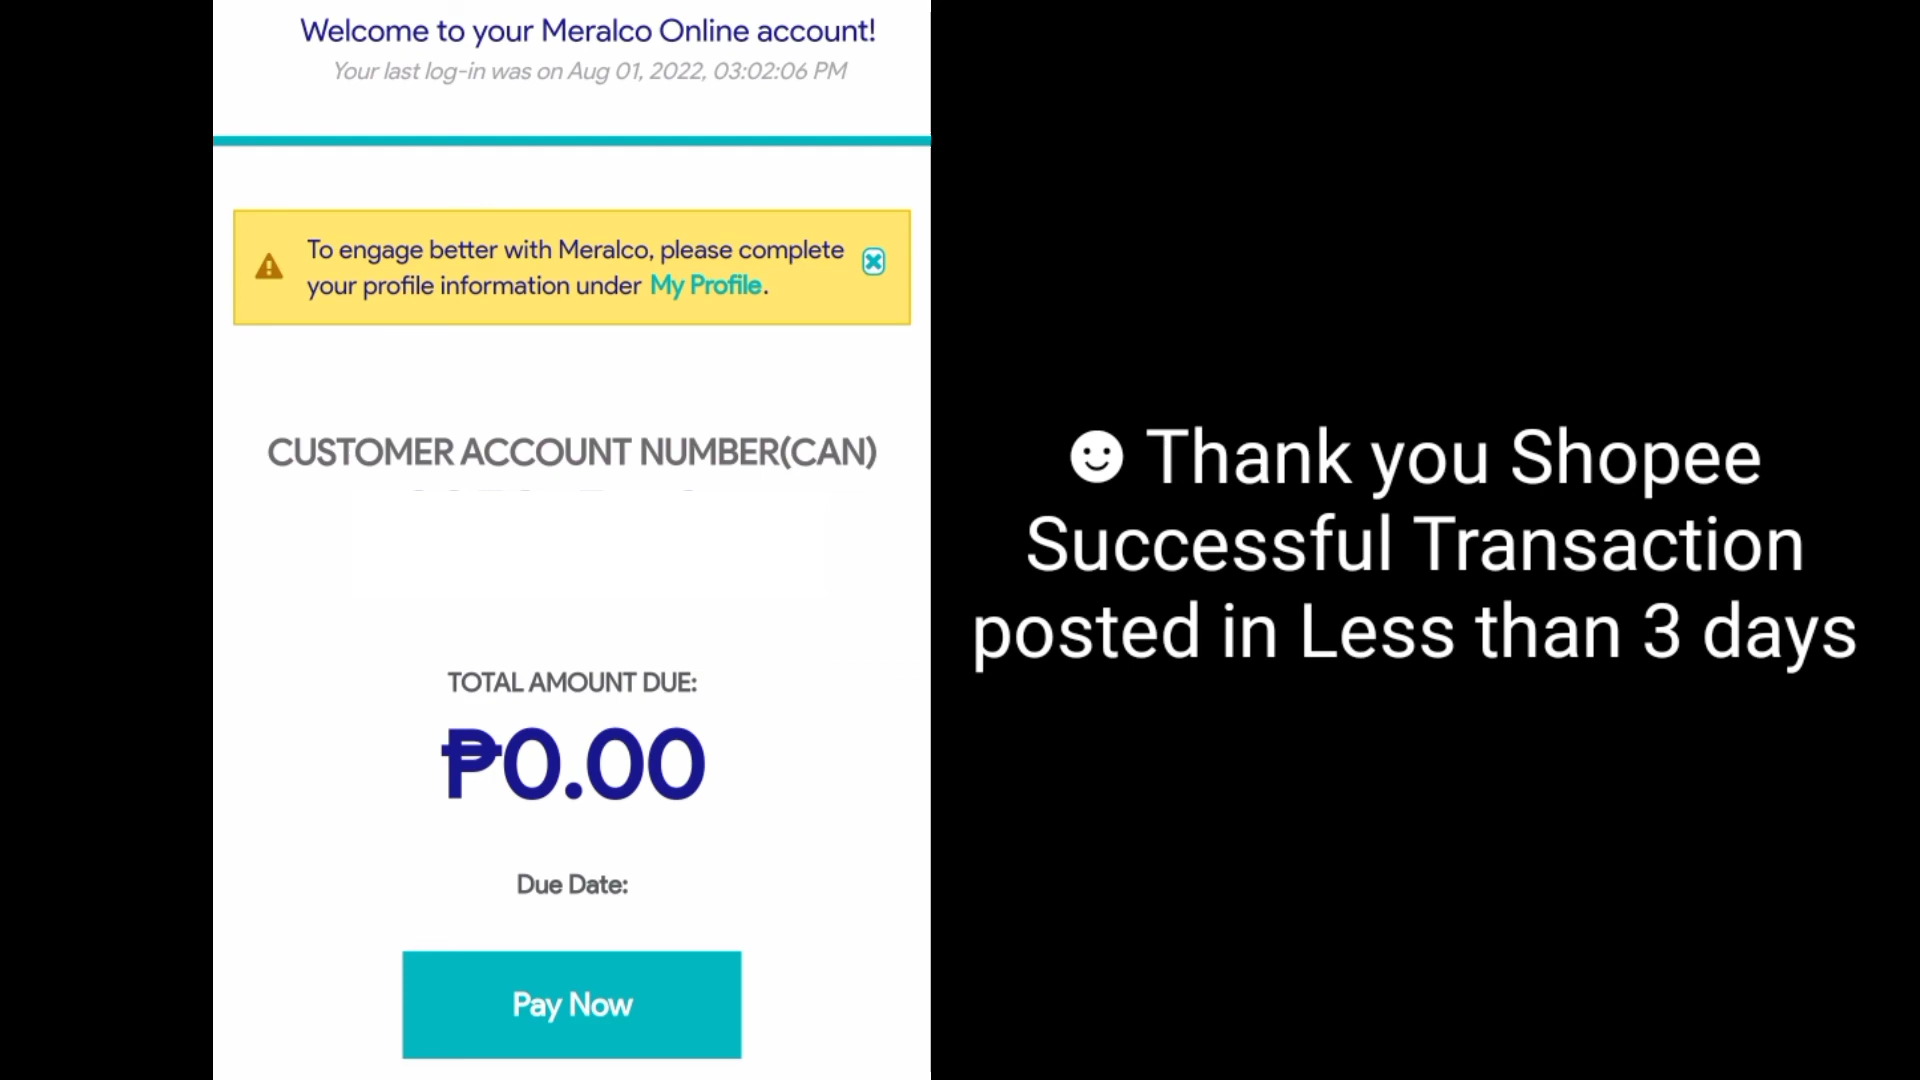 Welcome to your Meralco Online account!
Your last log-in was on Aug 01, 2022, 03:02:06 PM
To engage better with Meralco, please complete
your profile information under My Profile.
CUSTOMER ACCOUNT NUMBER(CAN)
TOTAL AMOUNT DUE:
₱0.00
Due Date:
Pay Now
☻ Thank you Shopee
Successful Transaction
posted in Less than 3 days